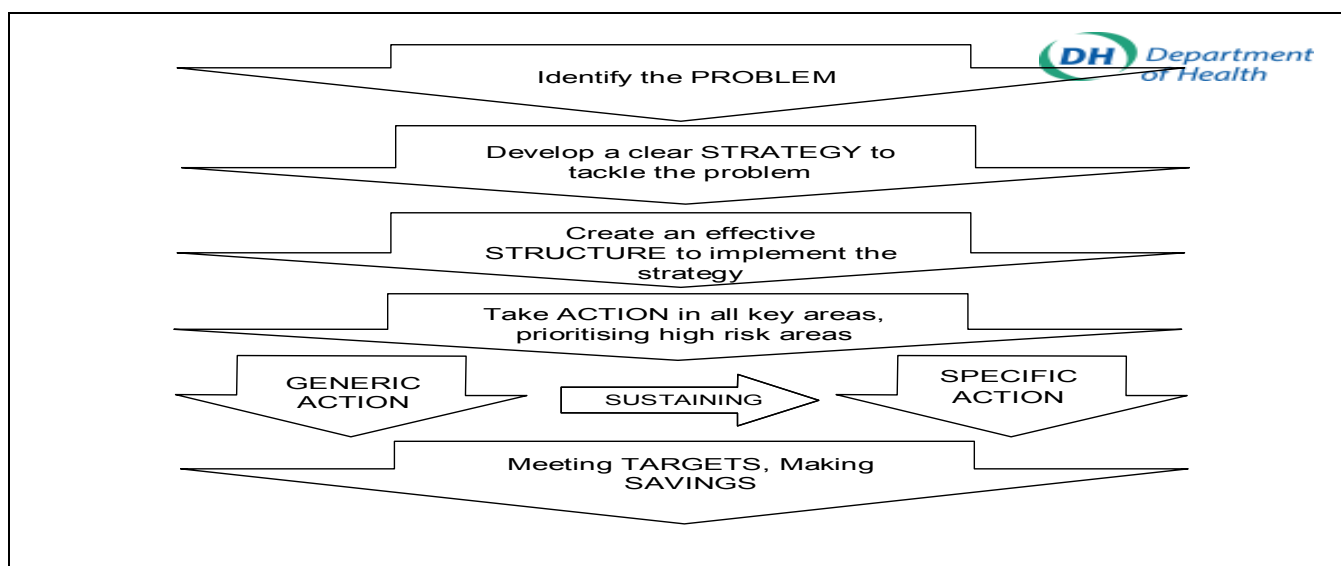 DH Department
of Health
Identify the PROBLEM
Develop a clear STRATEGY to
tackle the problem
Create an effective
STRUCTURE to implement the
strategy
Take ACTION in all key areas,
prioritising high risk areas
GENERIC
ACTION
SUSTAINING
SPECIFIC
ACTION
Meeting TARGETS, Making
SAVINGS